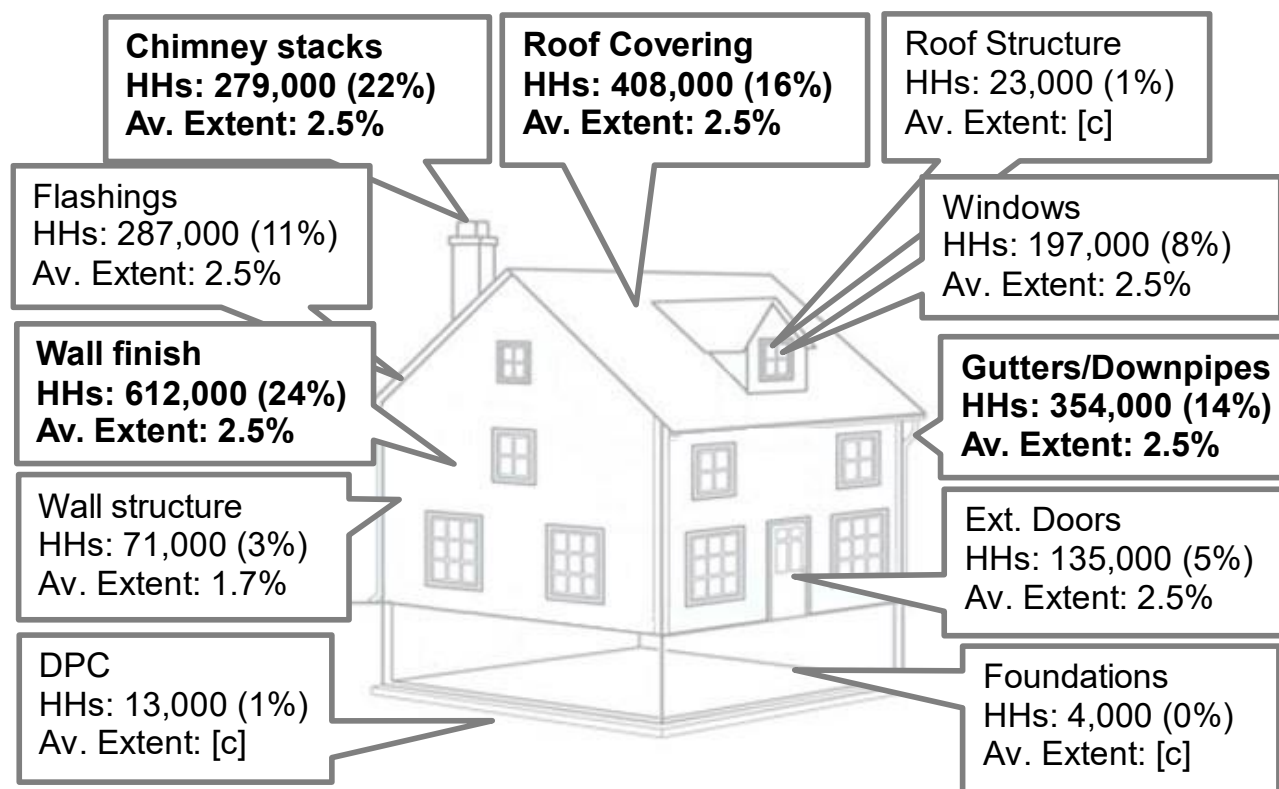 Chimney stacks
HHs: 279,000 (22%)
Av. Extent: 2.5%
Roof Covering
HHs: 408,000 (16%)
Av. Extent: 2.5%
Roof Structure
HHs: 23,000 (1%)
Av. Extent: [c]
Flashings
HHs: 287,000 (11%)
Av. Extent: 2.5%
Windows
HHs: 197,000 (8%)
Av. Extent: 2.5%
Wall finish
HHs: 612,000 (24%)
Av. Extent: 2.5%
Gutters/Downpipes
HHs: 354,000 (14%)
Av. Extent: 2.5%
Wall structure
HHs: 71,000 (3%)
Av. Extent: 1.7%
Ext. Doors
HHs: 135,000 (5%)
Av. Extent: 2.5%
DPC
HHs: 13,000 (1%)
Av. Extent: [c]
Foundations
HHs: 4,000 (0%)
Av. Extent: [c]